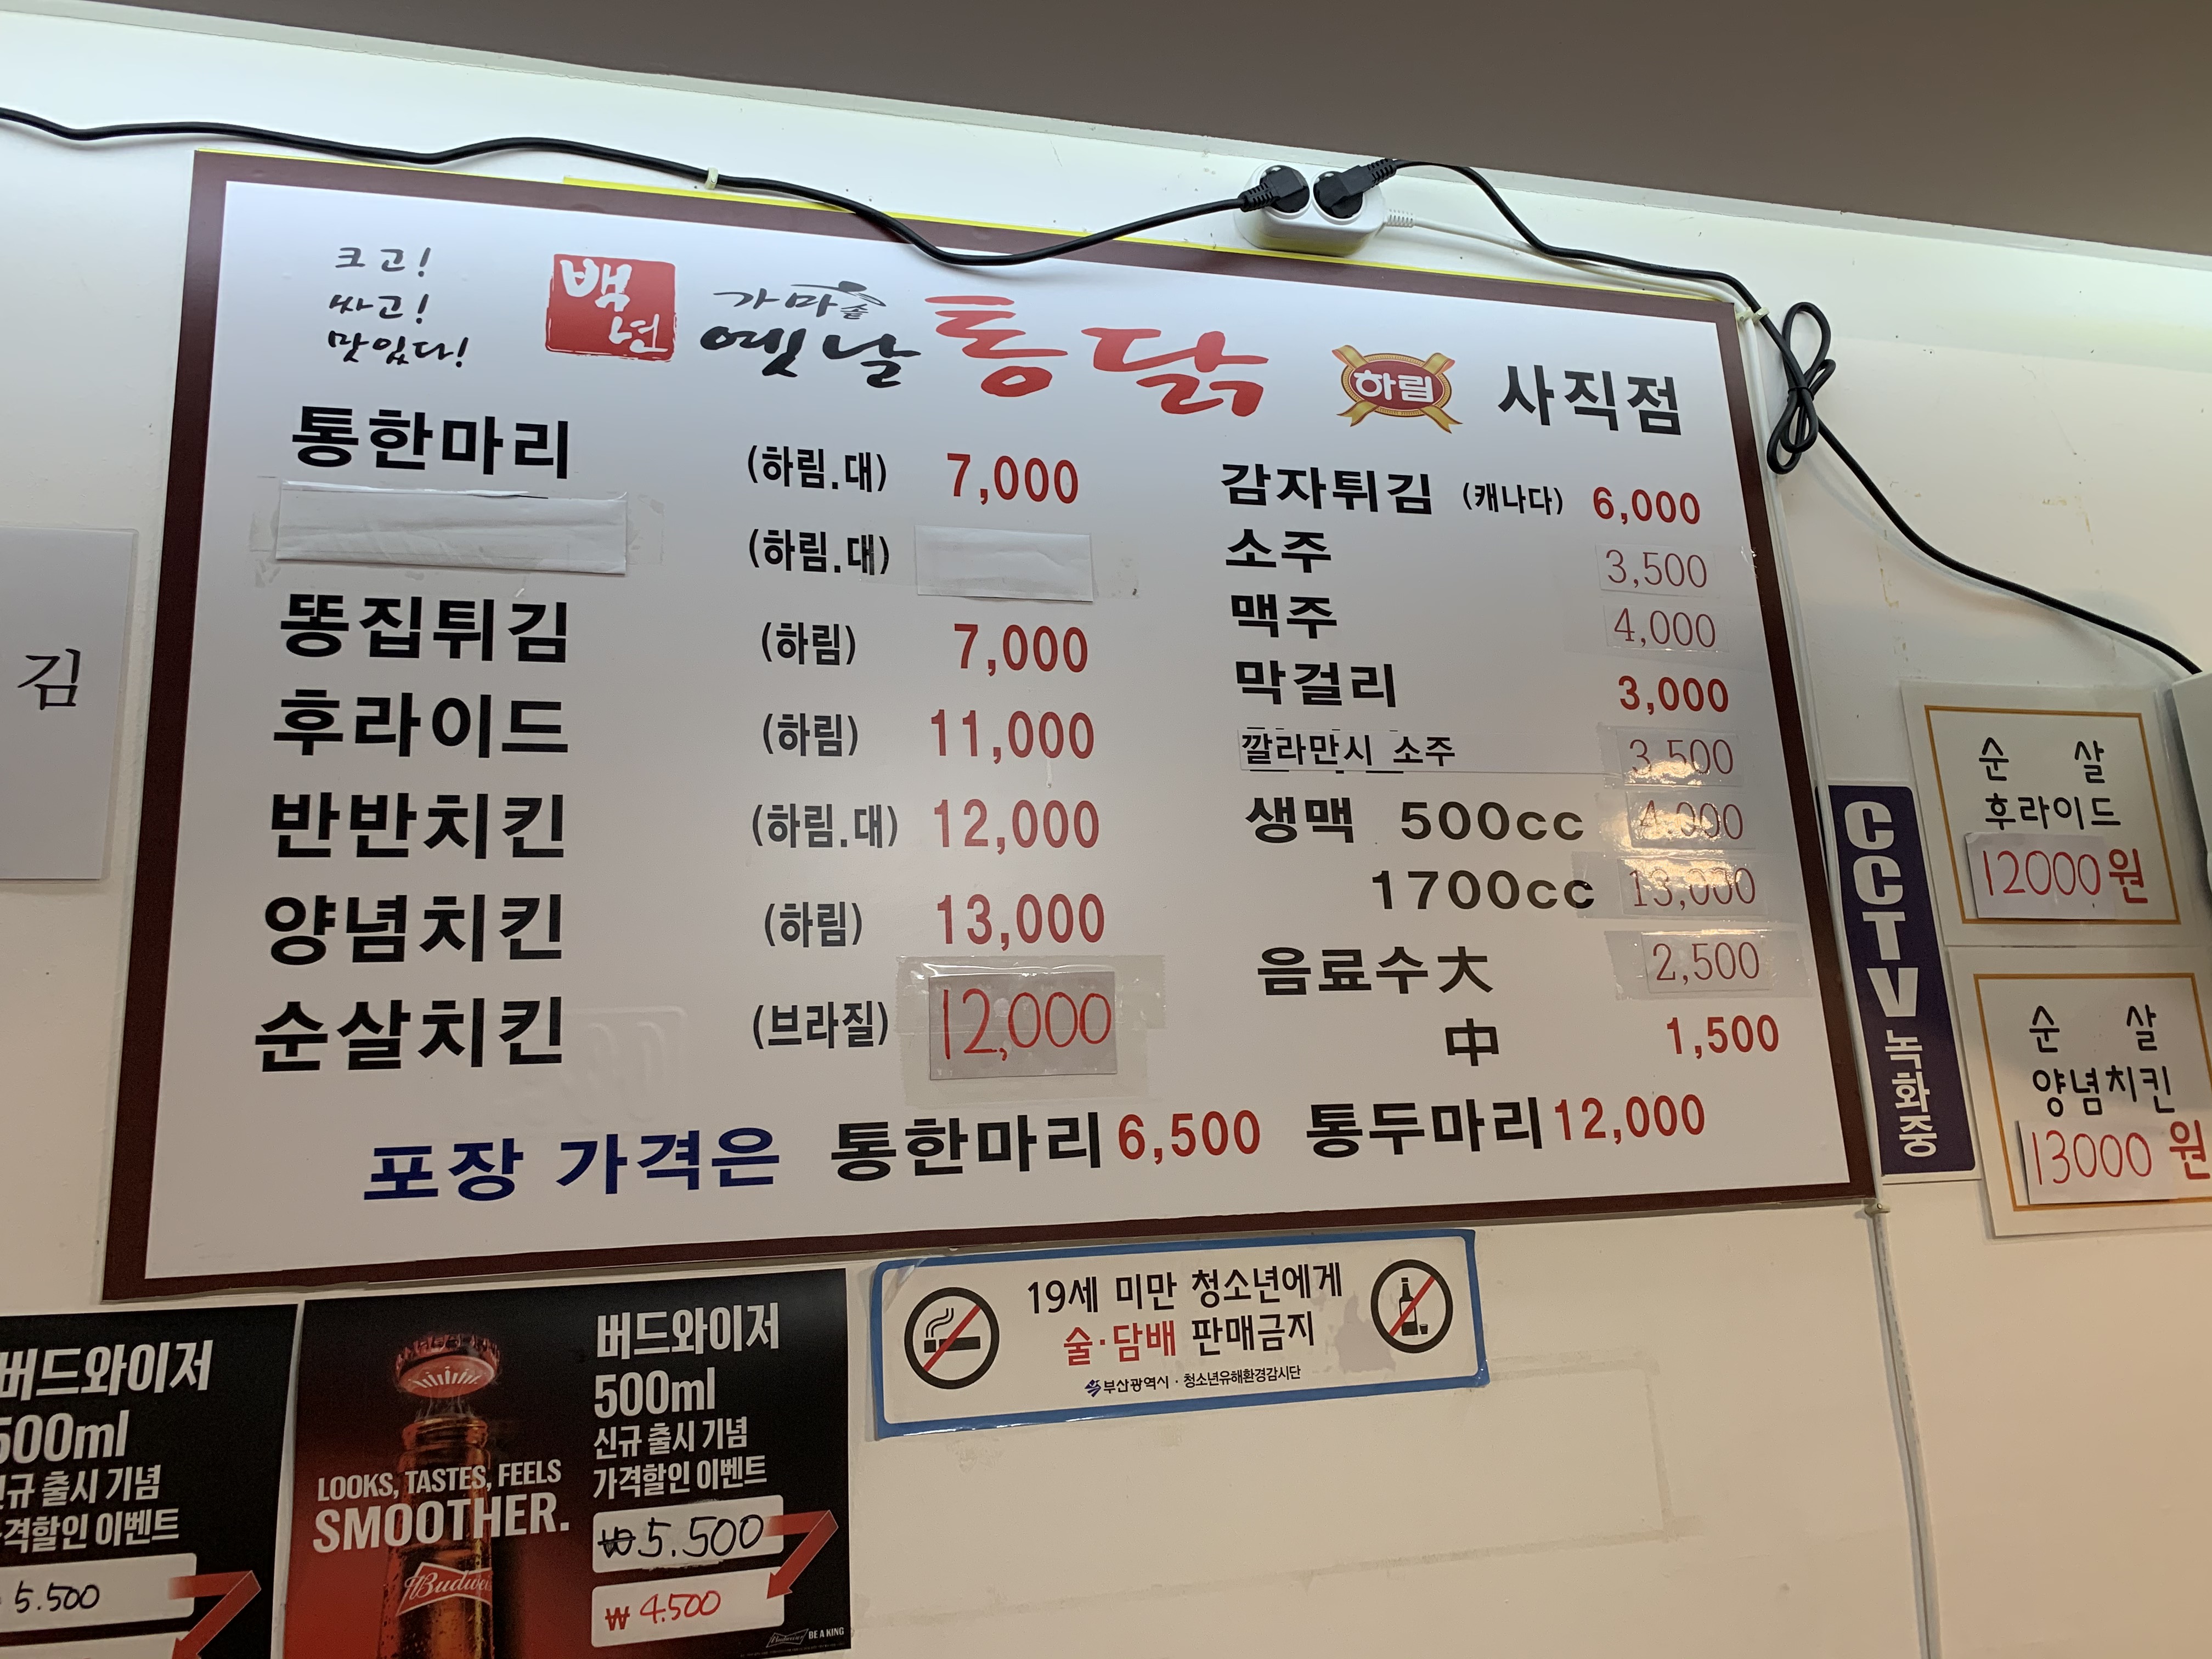 크고!
싸고!
맛있다!
백년
가마솥
옛날 통닭
하림
사직점
통한마리 (하림.대) 7,000
(하림.대)
똥집튀김 (하림) 7,000
후라이드 (하림) 11,000
반반치킨 (하림.대) 12,000
양념치킨 (하림) 13,000
순살치킨 (브라질) 12,000
감자튀김 (캐나다) 6,000
소주 3,500
맥주 4,000
막걸리 3,000
깔라만시 소주 3,500
생맥 500cc 4,000
1700cc 13,000
음료수大 2,500
中 1,500
포장 가격은 통한마리 6,500 통두마리 12,000
김
CCTV 녹화중
순 살
후라이드
12000원
순 살
양념치킨
13000원
19세 미만 청소년에게
술·담배 판매금지
부산광역시·청소년유해환경감시단
버드와이저
500ml
신규 출시 기념
가격할인 이벤트
5.500
버드와이저
500ml
신규 출시 기념
가격할인 이벤트
LOOKS, TASTES, FEELS
SMOOTHER.
₩5.500
₩4.500
Budwei
Budweiser BE A KING